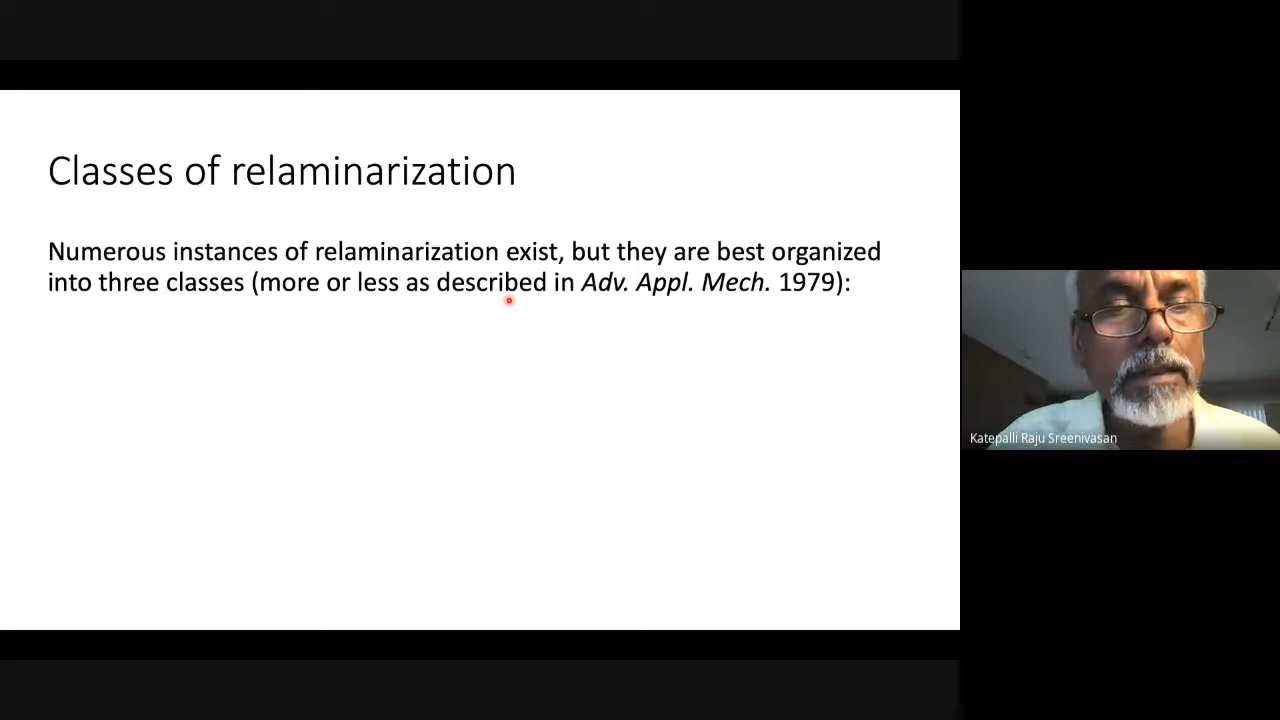 Classes of relaminarization
Numerous instances of relaminarization exist, but they are best organized
into three classes (more or less as described in Adv. Appl. Mech. 1979):
Katepalli Raju Sreenivasan